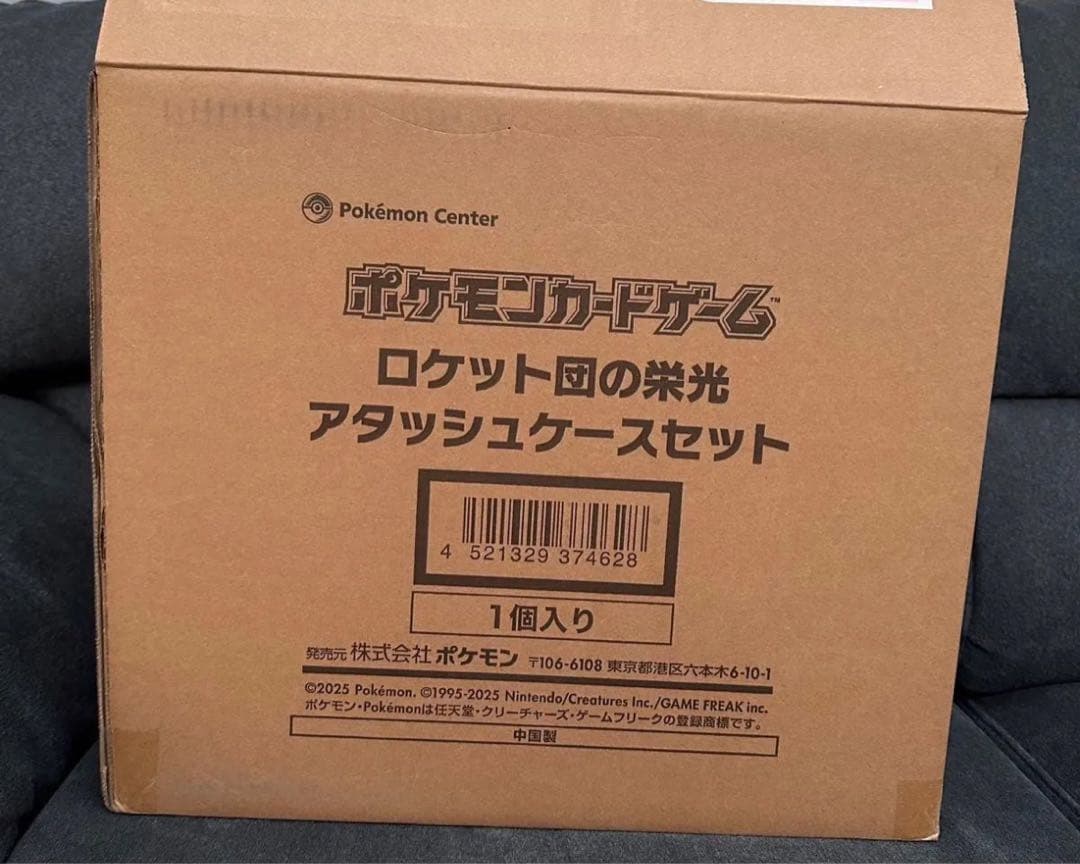 Pokémon Center
ポケモンカードゲーム™
ロケット団の栄光
アタッシュケースセット
4 521329 374628
1個入り
発売元 株式会社ポケモン 〒106-6108 東京都港区六本木6-10-1
©2025 Pokémon. ©1995-2025 Nintendo/Creatures Inc./GAME FREAK inc.
ポケモン・Pokémonは任天堂・クリーチャーズ・ゲームフリークの登録商標です。
中国製